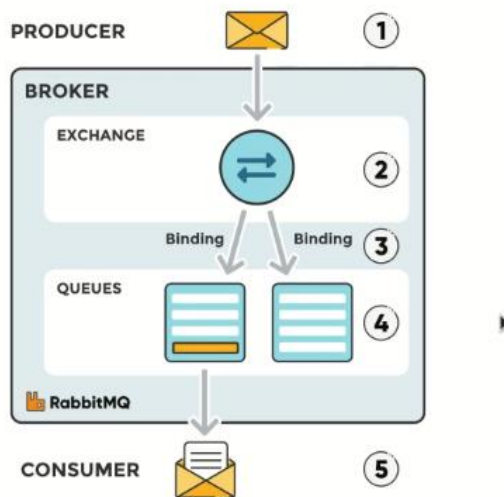 PRODUCER 1
BROKER
EXCHANGE
2
Binding Binding 3
QUEUES
4
RabbitMQ
CONSUMER 5